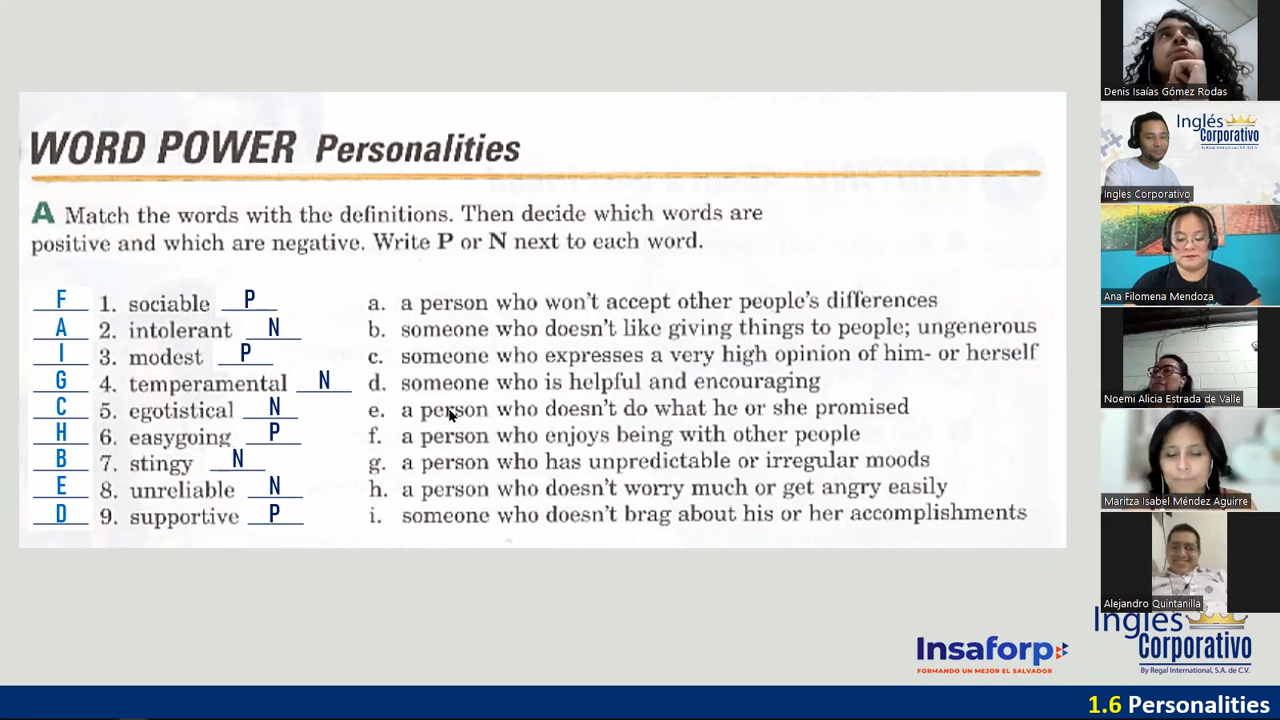 WORD POWER Personalities
A Match the words with the definitions. Then decide which words are
positive and which are negative. Write P or N next to each word.
F 1. sociable P a. a person who won't accept other people's differences
A 2. intolerant N b. someone who doesn't like giving things to people; ungenerous
I 3. modest P c. someone who expresses a very high opinion of him- or herself
G 4. temperamental N d. someone who is helpful and encouraging
C 5. egotistical N e. a person who doesn't do what he or she promised
H 6. easygoing P f. a person who enjoys being with other people
B 7. stingy N g. a person who has unpredictable or irregular moods
E 8. unreliable N h. a person who doesn't worry much or get angry easily
D 9. supportive P i. someone who doesn't brag about his or her accomplishments
Denis Isaías Gómez Rodas
Inglés
Corporativo
By Regal International, S.A. de C.V.
Ingles Corporativo
Ana Filomena Mendoza
Noemi Alicia Estrada de Valle
Maritza Isabel Méndez Aguirre
Alejandro Quintanilla
Insaforp
FORMANDO UN MEJOR EL SALVADOR
Inglés
Corporativo
By Regal International, S.A. de C.V.
1.6 Personalities